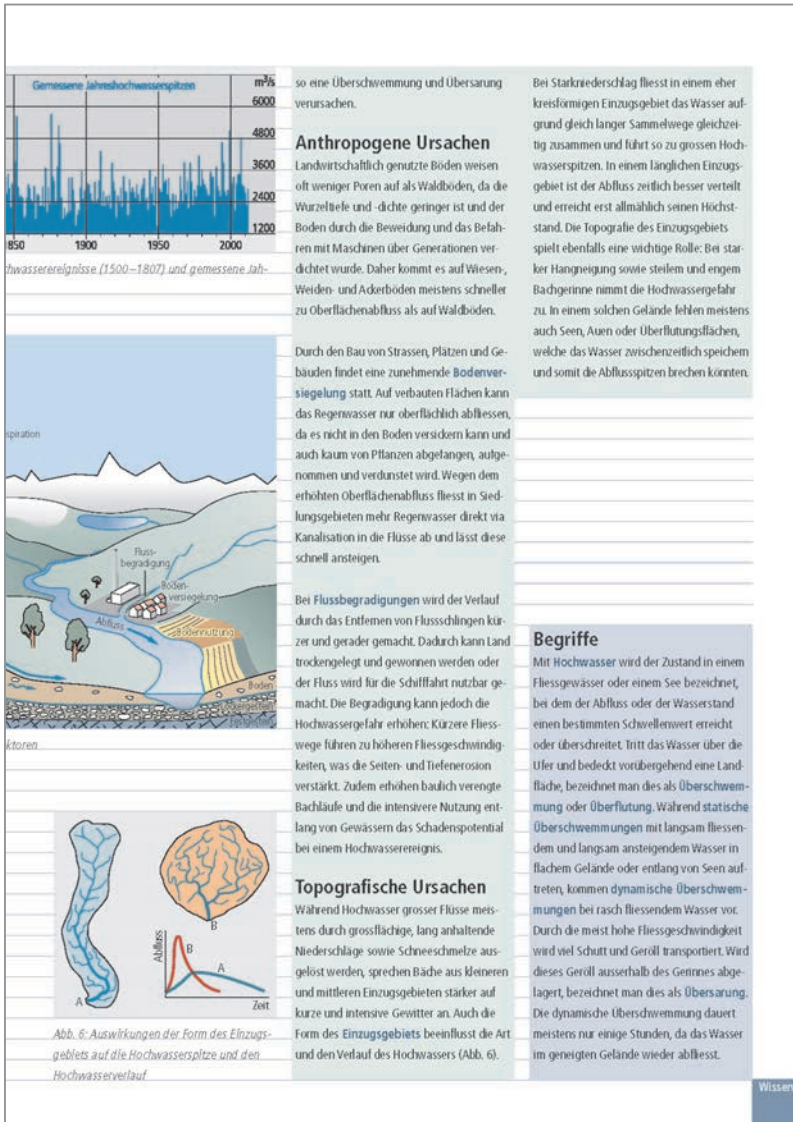 Gemessene Jahreshochwasserspitzen
m³/s
6000
4800
3600
2400
1200
850
1900
1950
2000
chwasserereignisse (1500–1807) und gemessene Jah-
spiration
Fluss-
begradigung
Boden-
versiegelung
Abfluss
Bodennutzung
Boden
Lockergestein
Festgestein
ktoren
A
B
Abfluss
B
A
Zeit
Abb. 6: Auswirkungen der Form des Einzugs-
gebiets auf die Hochwasserspitze und den
Hochwasserverlauf
so eine Überschwemmung und Übersarung
verursachen.
Anthropogene Ursachen
Landwirtschaftlich genutzte Böden weisen
oft weniger Poren auf als Waldböden, da die
Wurzeltiefe und -dichte geringer ist und der
Boden durch die Beweidung und das Befah-
ren mit Maschinen über Generationen ver-
dichtet wurde. Daher kommt es auf Wiesen-,
Weiden- und Ackerböden meistens schneller
zu Oberflächenabfluss als auf Waldböden.
Durch den Bau von Strassen, Plätzen und Ge-
bäuden findet eine zunehmende Bodenver-
siegelung statt. Auf verbauten Flächen kann
das Regenwasser nur oberflächlich abfliessen,
da es nicht in den Boden versickern kann und
auch kaum von Pflanzen abgefangen, aufge-
nommen und verdunstet wird. Wegen dem
erhöhten Oberflächenabfluss fliesst in Sied-
lungsgebieten mehr Regenwasser direkt via
Kanalisation in die Flüsse ab und lässt diese
schnell ansteigen.
Bei Flussbegradigungen wird der Verlauf
durch das Entfernen von Flussschlingen kür-
zer und gerader gemacht. Dadurch kann Land
trockengelegt und gewonnen werden oder
der Fluss wird für die Schifffahrt nutzbar ge-
macht. Die Begradigung kann jedoch die
Hochwassergefahr erhöhen: Kürzere Fliess-
wege führen zu höheren Fliessgeschwindig-
keiten, was die Seiten- und Tiefenerosion
verstärkt. Zudem erhöhen baulich verengte
Bachläufe und die intensivere Nutzung ent-
lang von Gewässern das Schadenspotential
bei einem Hochwasserereignis.
Topografische Ursachen
Während Hochwasser grosser Flüsse meis-
tens durch grossflächige, lang anhaltende
Niederschläge sowie Schneeschmelze aus-
gelöst werden, sprechen Bäche aus kleineren
und mittleren Einzugsgebieten stärker auf
kurze und intensive Gewitter an. Auch die
Form des Einzugsgebiets beeinflusst die Art
und den Verlauf des Hochwassers (Abb. 6).
Bei Starkniederschlag fliesst in einem eher
kreisförmigen Einzugsgebiet das Wasser auf-
grund gleich langer Sammelwege gleichzei-
tig zusammen und führt so zu grossen Hoch-
wasserspitzen. In einem länglichen Einzugs-
gebiet ist der Abfluss zeitlich besser verteilt
und erreicht erst allmählich seinen Höchst-
stand. Die Topografie des Einzugsgebiets
spielt ebenfalls eine wichtige Rolle: Bei star-
ker Hangneigung sowie steilem und engem
Bachgerinne nimmt die Hochwassergefahr
zu. In einem solchen Gelände fehlen meistens
auch Seen, Auen oder Überflutungsflächen,
welche das Wasser zwischenzeitlich speichern
und somit die Abflussspitzen brechen könnten.
Begriffe
Mit Hochwasser wird der Zustand in einem
Fliessgewässer oder einem See bezeichnet,
bei dem der Abfluss oder der Wasserstand
einen bestimmten Schwellenwert erreicht
oder überschreitet. Tritt das Wasser über die
Ufer und bedeckt vorübergehend eine Land-
fläche, bezeichnet man dies als Überschwem-
mung oder Überflutung. Während statische
Überschwemmungen mit langsam fliessen-
dem und langsam ansteigendem Wasser in
flachem Gelände oder entlang von Seen auf-
treten, kommen dynamische Überschwem-
mungen bei rasch fliessendem Wasser vor.
Durch die meist hohe Fliessgeschwindigkeit
wird viel Schutt und Geröll transportiert. Wird
dieses Geröll ausserhalb des Gerinnes abge-
lagert, bezeichnet man dies als Übersarung.
Die dynamische Überschwemmung dauert
meistens nur einige Stunden, da das Wasser
im geneigten Gelände wieder abfliesst.
Wissen